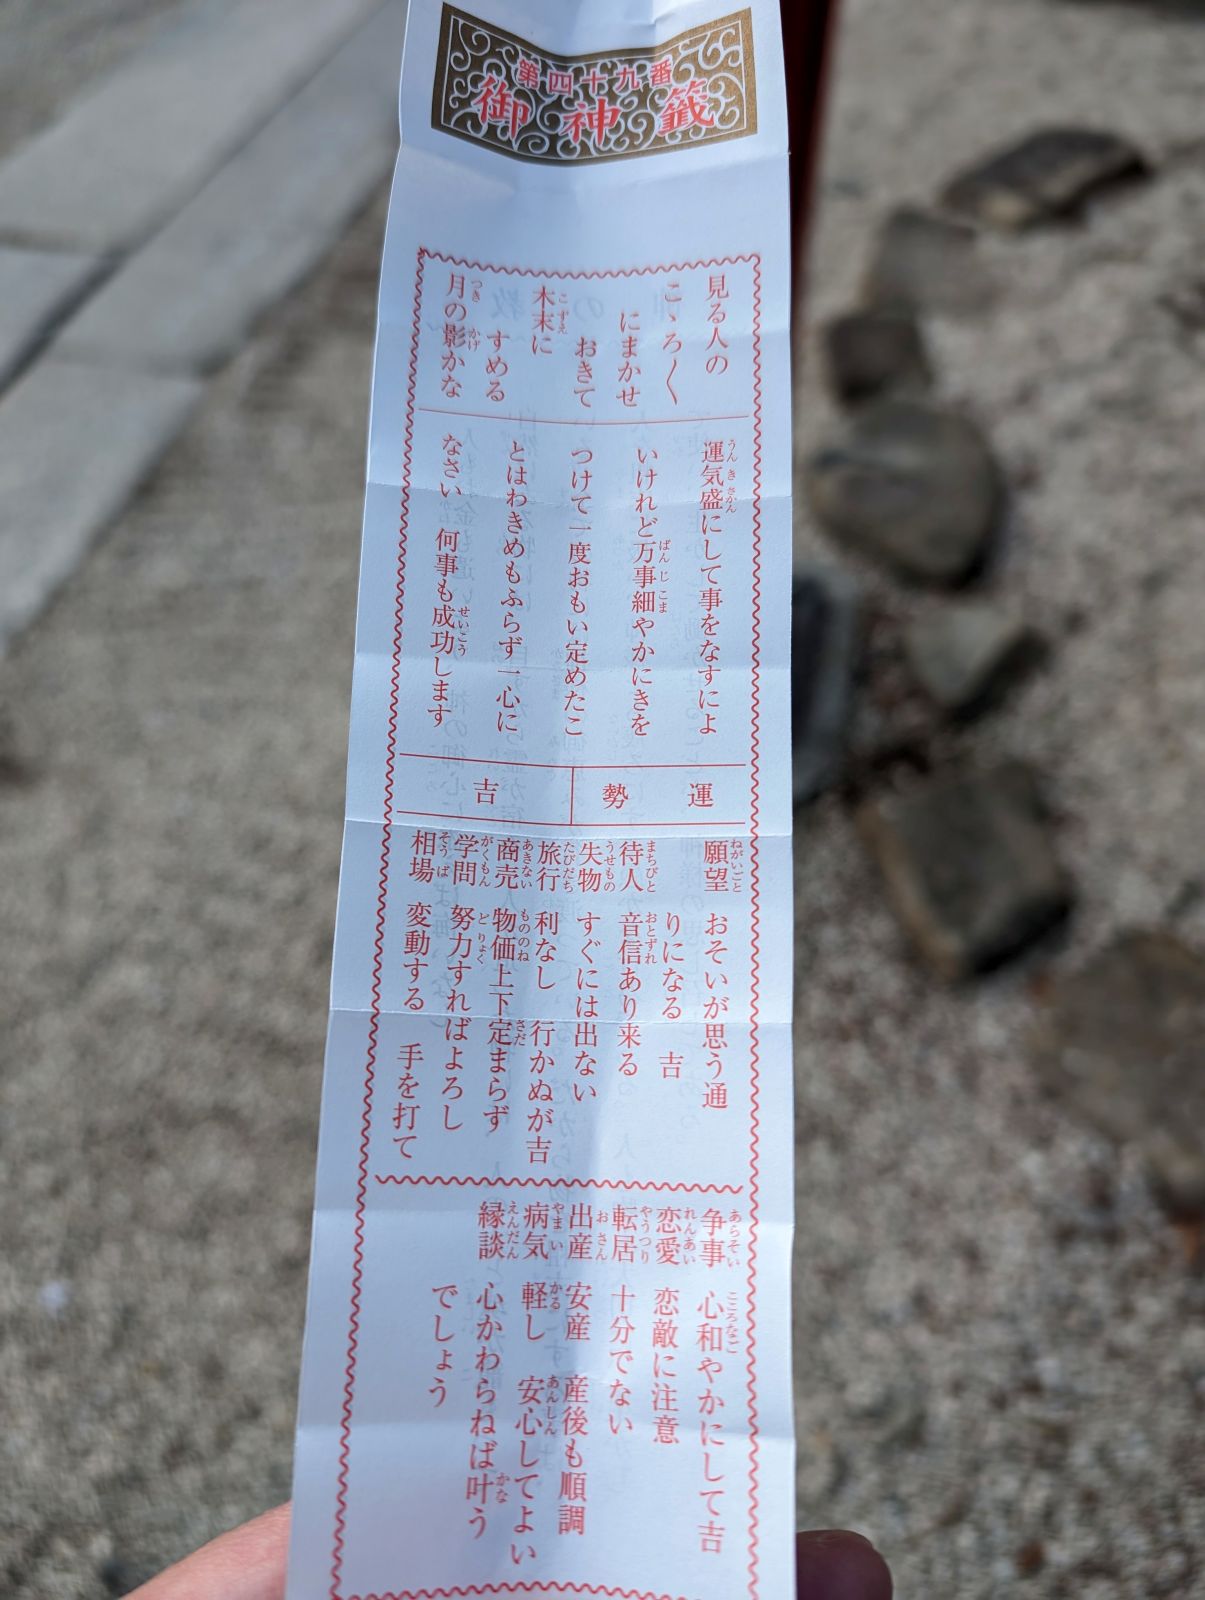 第四十九番
御神籤
見る人の
こゝろ〱
にまかせ
おきて
木末に
すめる
月の影かな
運気盛にして事をなすによ
いけれど万事細やかにきを
つけて一度おもい定めたこ
とはわきめもふらず一心に
なさい 何事も成功します
運勢 吉
願望 おそいが思う通
りになる 吉
待人 音信あり来る
失物 すぐには出ない
旅行 利なし 行かぬが吉
商売 物価上下定まらず
学問 努力すればよろし
相場 変動する 手を打て
争事 心和やかにして吉
恋愛 恋敵に注意
転居 十分でない
出産 安産 産後も順調
病気 軽し 安心してよい
縁談 心かわらねば叶う
でしょう